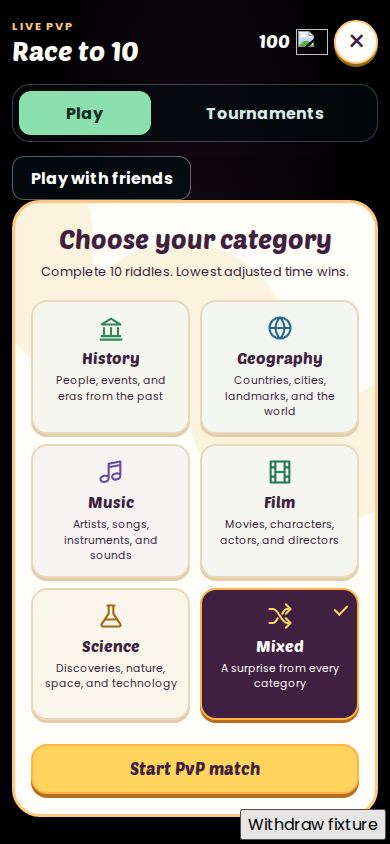 LIVE PVP
Race to 10
100
Play
Tournaments
Play with friends
Choose your category
Complete 10 riddles. Lowest adjusted time wins.
History
People, events, and
eras from the past
Geography
Countries, cities,
landmarks, and the
world
Music
Artists, songs,
instruments, and
sounds
Film
Movies, characters,
actors, and directors
Science
Discoveries, nature,
space, and technology
Mixed
A surprise from every
category
Start PvP match
Withdraw fixture